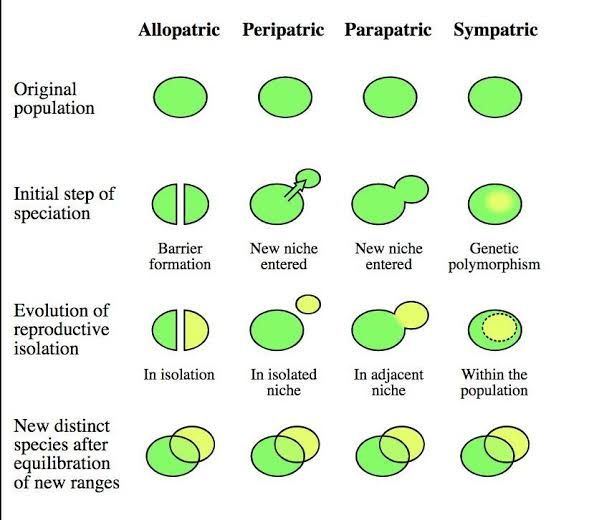 Allopatric Peripatric Parapatric Sympatric
Original
population
Initial step of
speciation
Barrier
formation
New niche
entered
New niche
entered
Genetic
polymorphism
Evolution of
reproductive
isolation
In isolation
In isolated
niche
In adjacent
niche
Within the
population
New distinct
species after
equilibration
of new ranges